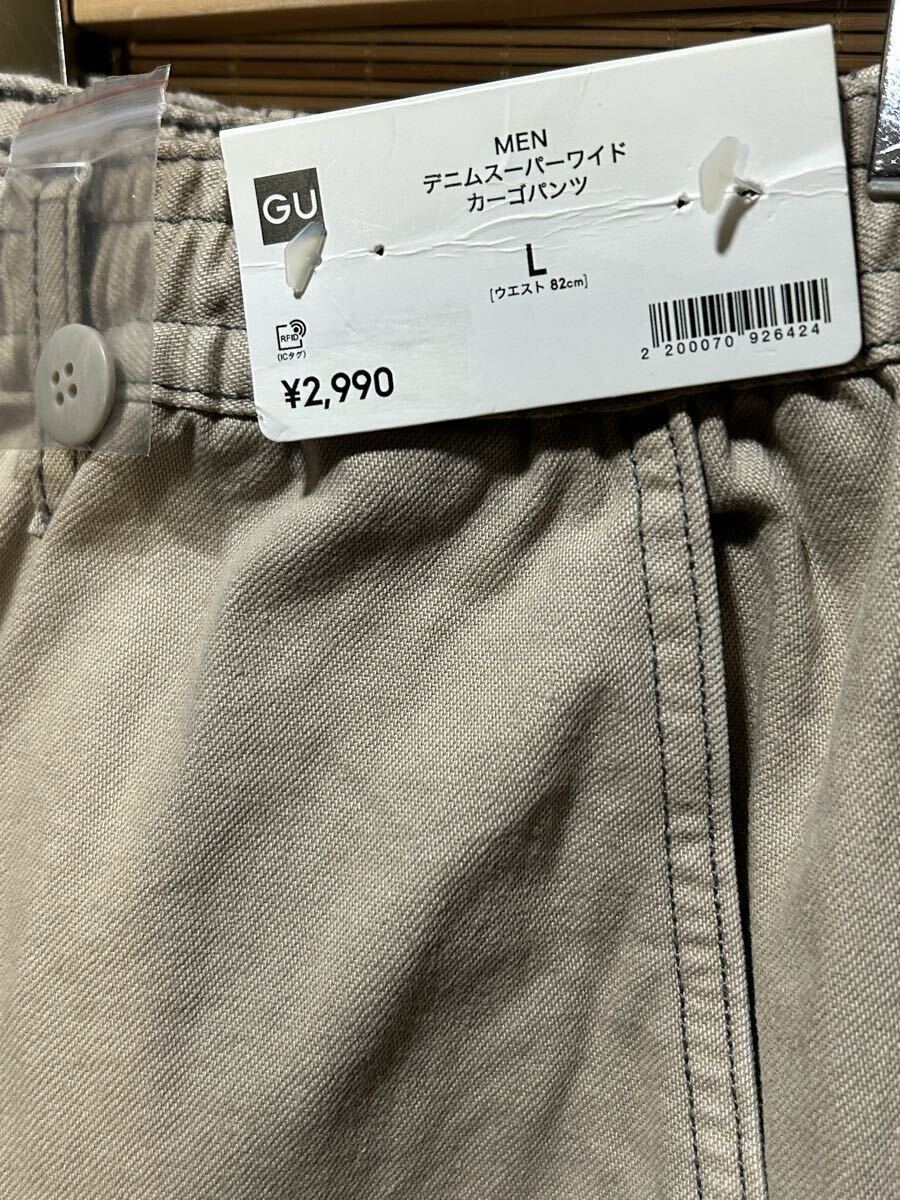 MEN
デニムスーパーワイド
カーゴパンツ
GU
L
[ウエスト 82cm]
RFID
(ICタグ)
¥2,990
2 200070 926424